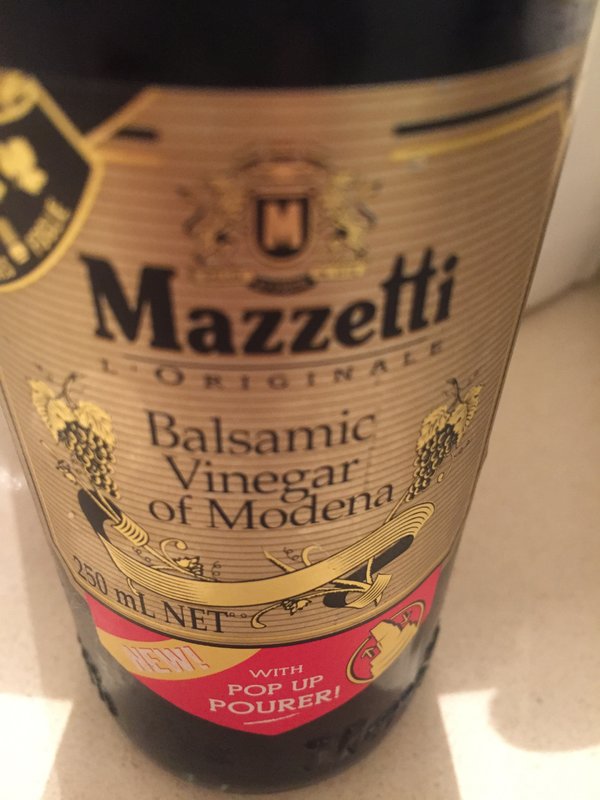 M
Mazzetti
L'ORIGINALE
Balsamic
Vinegar
of Modena
250 mL NET
NEW!
WITH
POP UP
POURER!